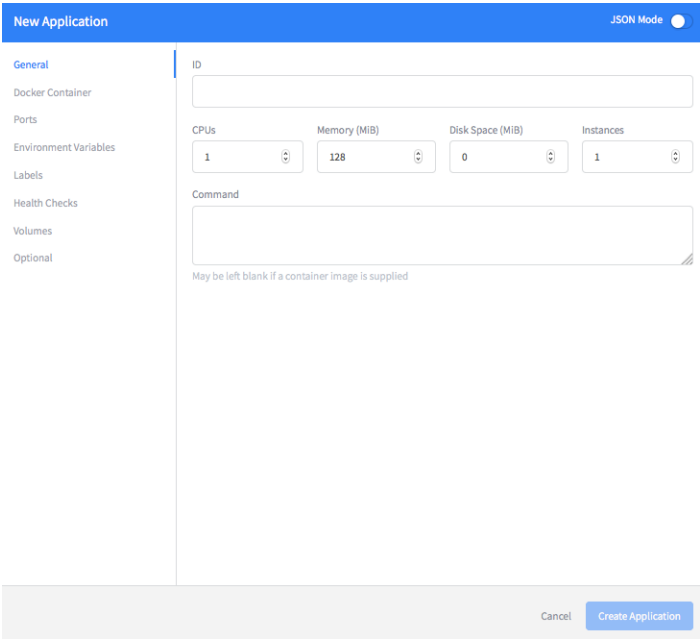 New Application
JSON Mode
General
Docker Container
Ports
Environment Variables
Labels
Health Checks
Volumes
Optional
ID
CPUs Memory (MiB) Disk Space (MiB) Instances
1 128 0 1
Command
May be left blank if a container image is supplied
Cancel Create Application